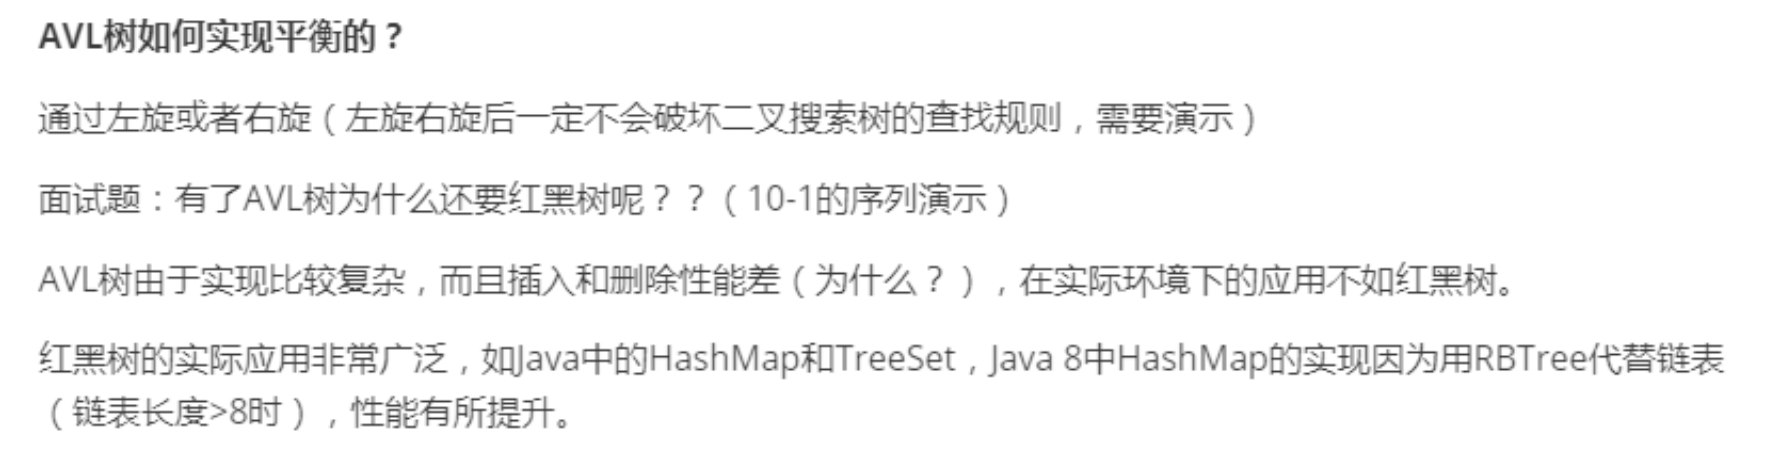 AVL树如何实现平衡的？
通过左旋或者右旋（左旋右旋后一定不会破坏二叉搜索树的查找规则，需要演示）
面试题：有了AVL树为什么还要红黑树呢？？（10-1的序列演示）
AVL树由于实现比较复杂，而且插入和删除性能差（为什么？），在实际环境下的应用不如红黑树。
红黑树的实际应用非常广泛，如Java中的HashMap和TreeSet，Java 8中HashMap的实现因为用RBTree代替链表
（链表长度>8时），性能有所提升。